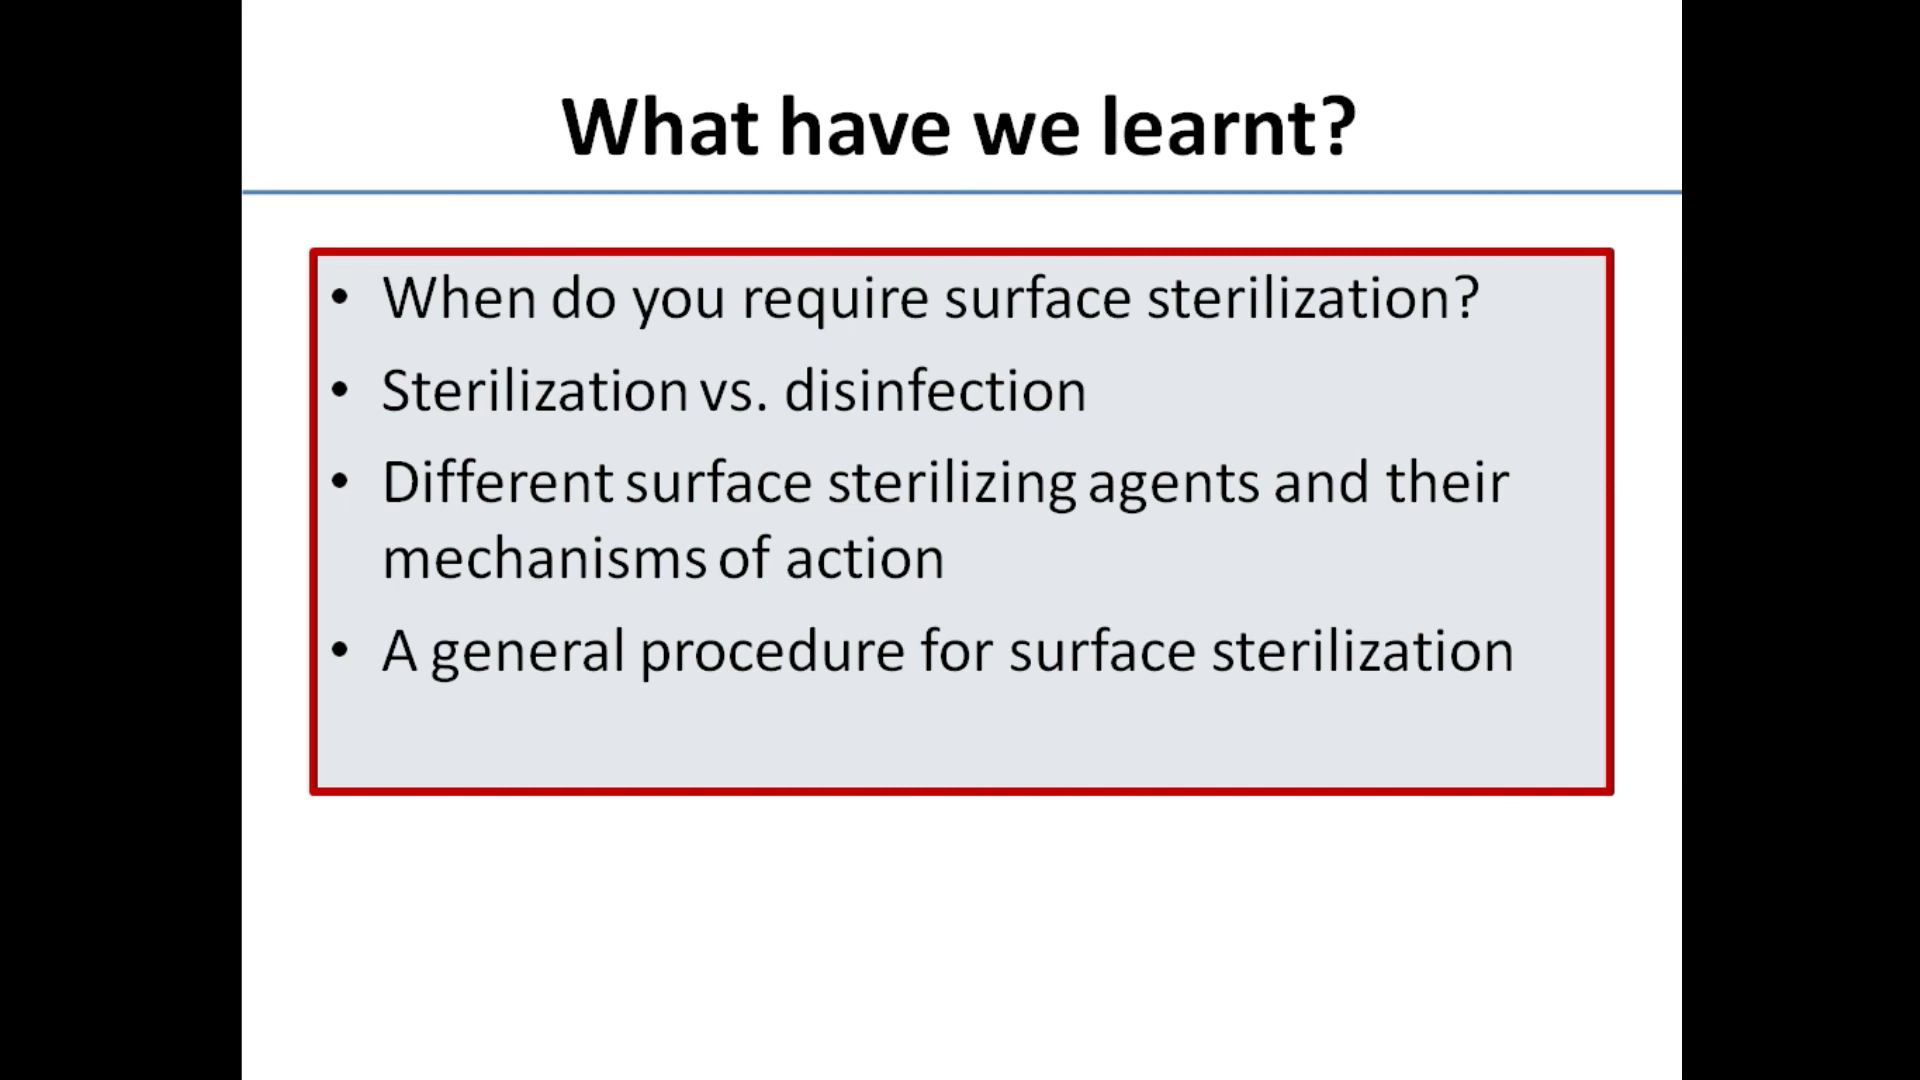 What have we learnt?
• When do you require surface sterilization?
• Sterilization vs. disinfection
• Different surface sterilizing agents and their
mechanisms of action
• A general procedure for surface sterilization